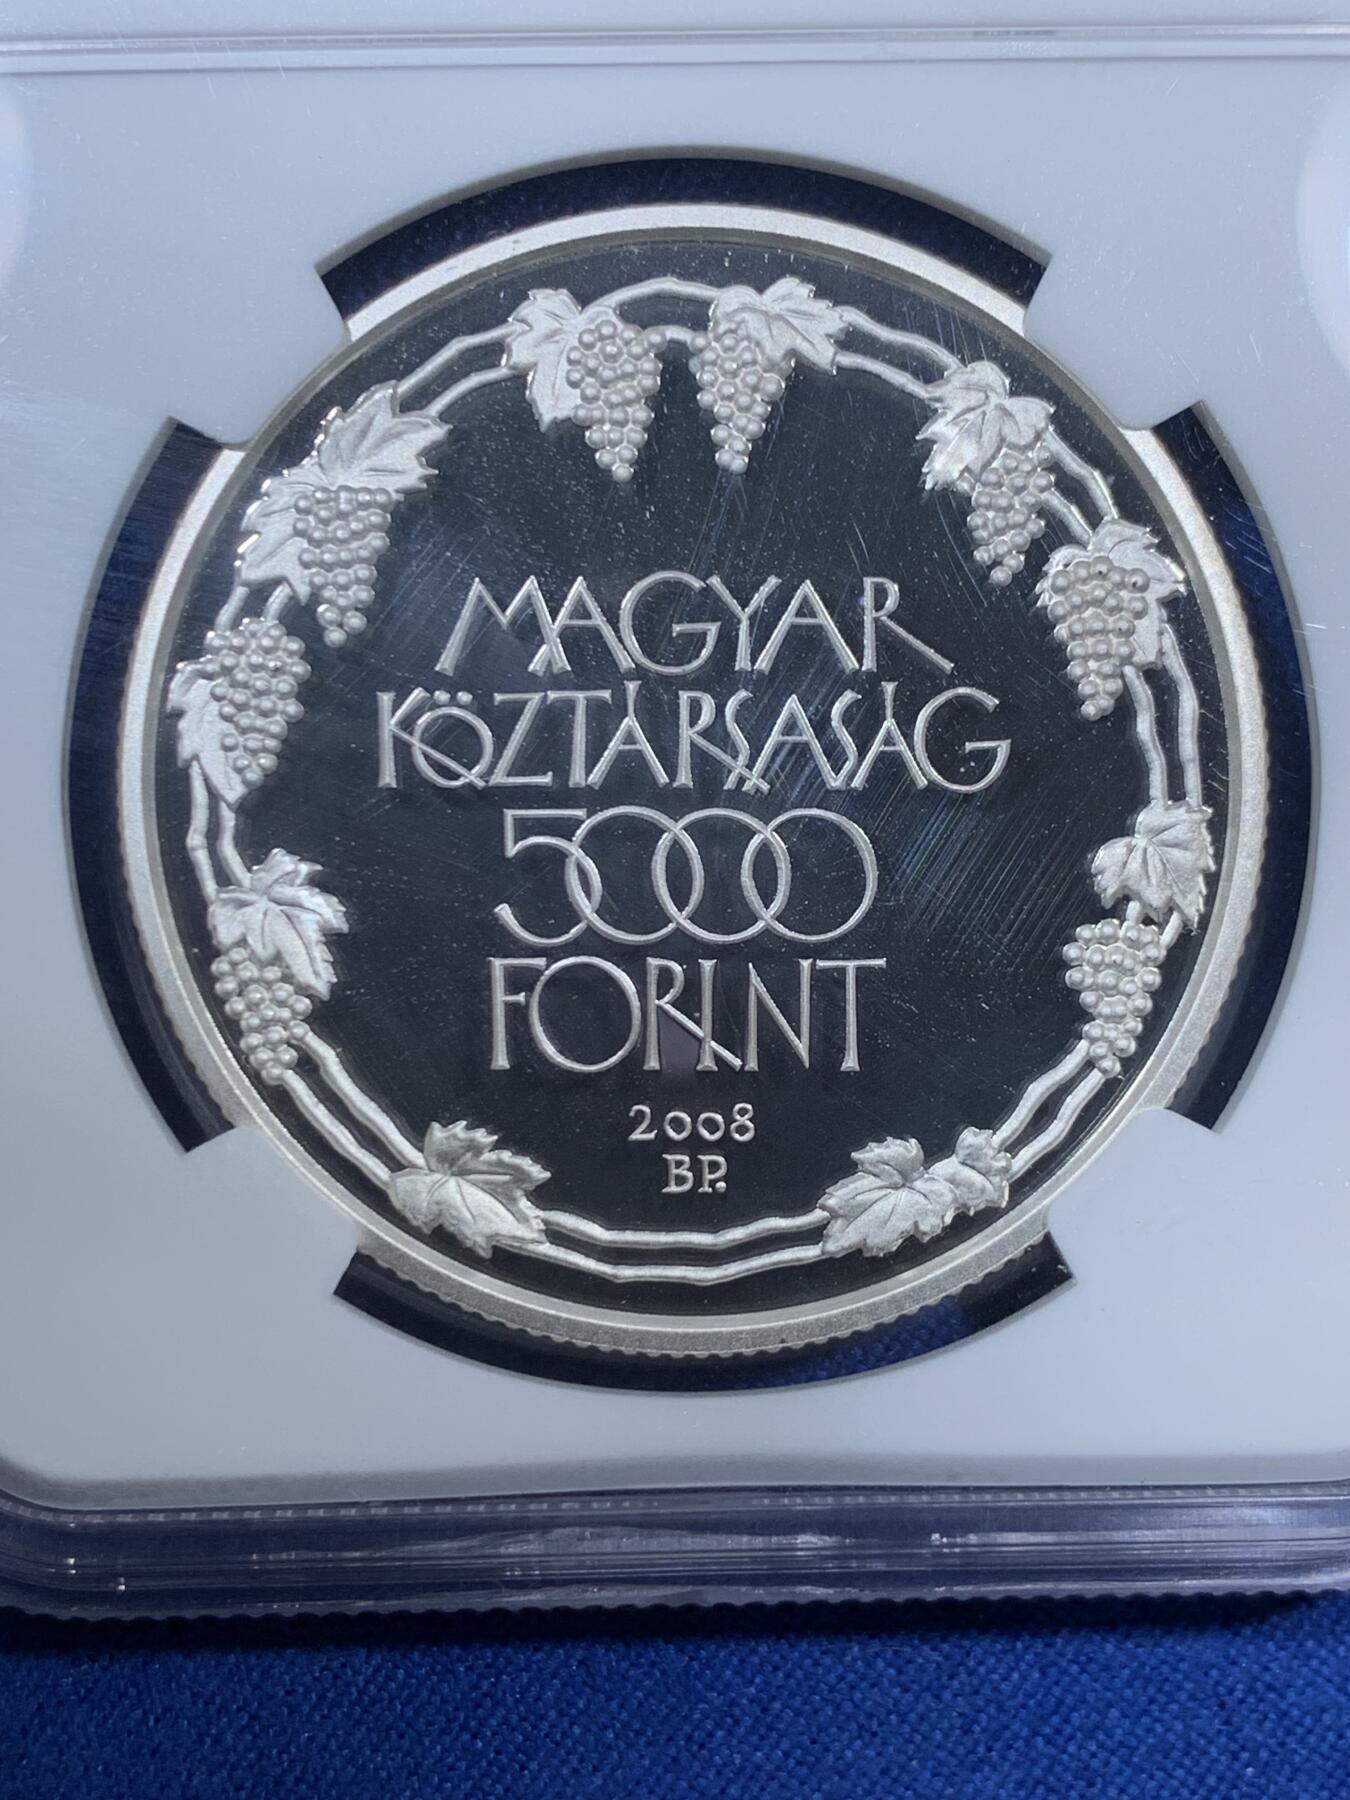 MAGYAR
KÖZTÁRSASÁG
5000
FORINT
2008
BP.